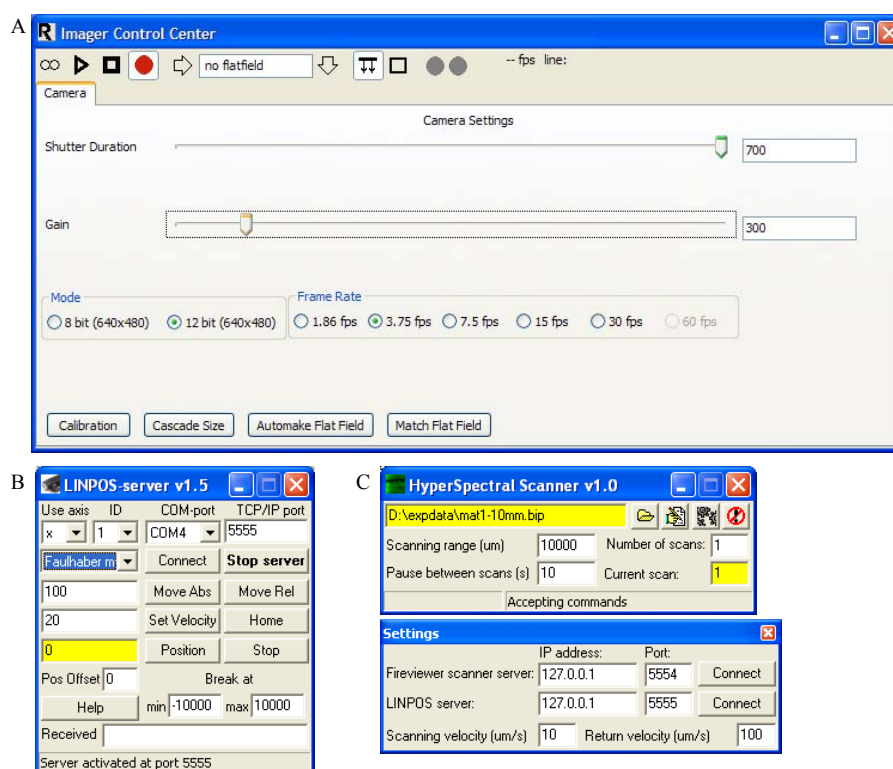 A
R Imager Control Center
no flatfield
-- fps line:
Camera
Camera Settings
Shutter Duration
700
Gain
300
Mode
8 bit (640x480) 12 bit (640x480)
Frame Rate
1.86 fps 3.75 fps 7.5 fps 15 fps 30 fps 60 fps
Calibration Cascade Size Automake Flat Field Match Flat Field
B
LINPOS-server v1.5
Use axis ID COM-port TCP/IP port
x 1 COM4 5555
Faulhaber m Connect Stop server
100 Move Abs Move Rel
20 Set Velocity Home
0 Position Stop
Pos Offset 0 Break at
Help min -10000 max 10000
Received
Server activated at port 5555
C
HyperSpectral Scanner v1.0
D:\expdata\mat1-10mm.bip
Scanning range (um) 10000 Number of scans: 1
Pause between scans (s) 10 Current scan: 1
Accepting commands
Settings
IP address: Port:
Fireviewer scanner server: 127.0.0.1 5554 Connect
LINPOS server: 127.0.0.1 5555 Connect
Scanning velocity (um/s) 10 Return velocity (um/s) 100